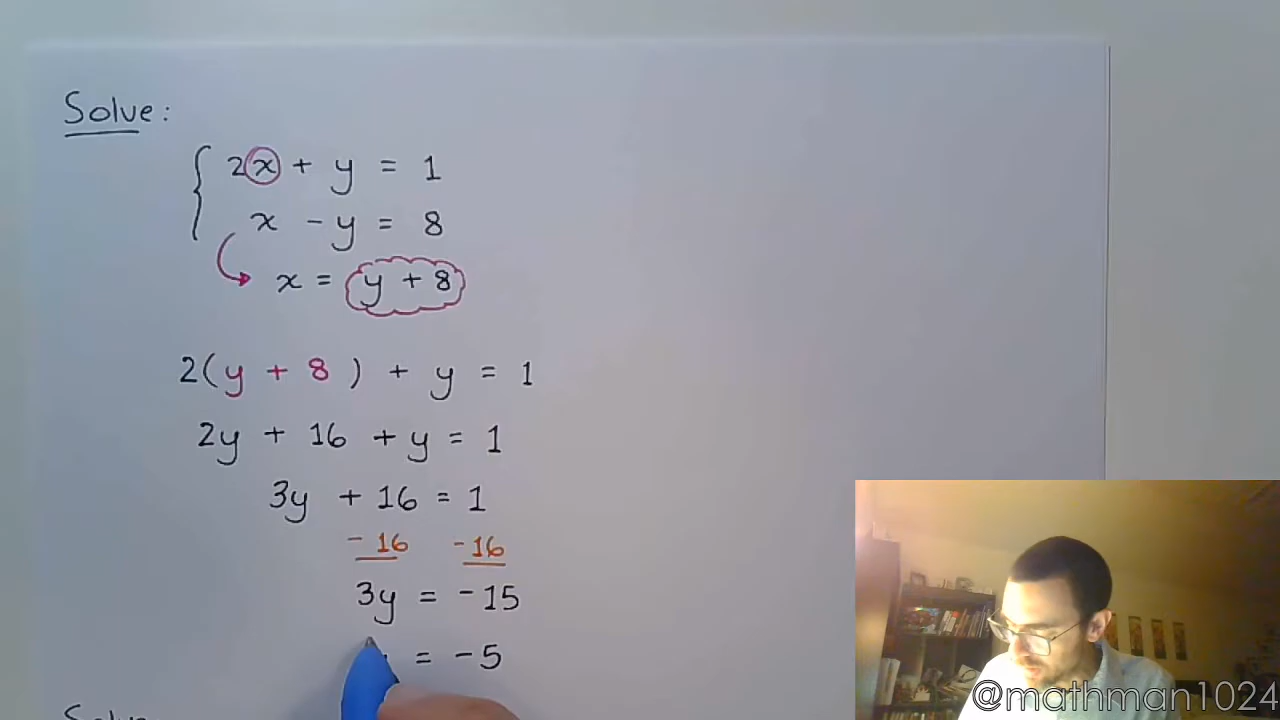 Solve:
2x + y = 1
x - y = 8
x = y + 8
2(y + 8) + y = 1
2y + 16 + y = 1
3y + 16 = 1
- 16 -16
3y = -15
= -5
Solve
@mathman1024